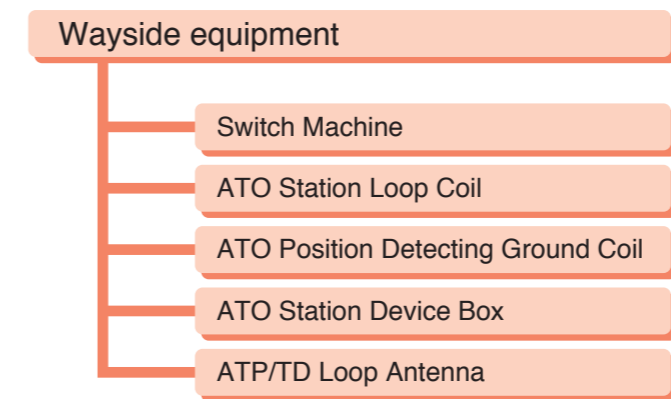 Wayside equipment
Switch Machine
ATO Station Loop Coil
ATO Position Detecting Ground Coil
ATO Station Device Box
ATP/TD Loop Antenna